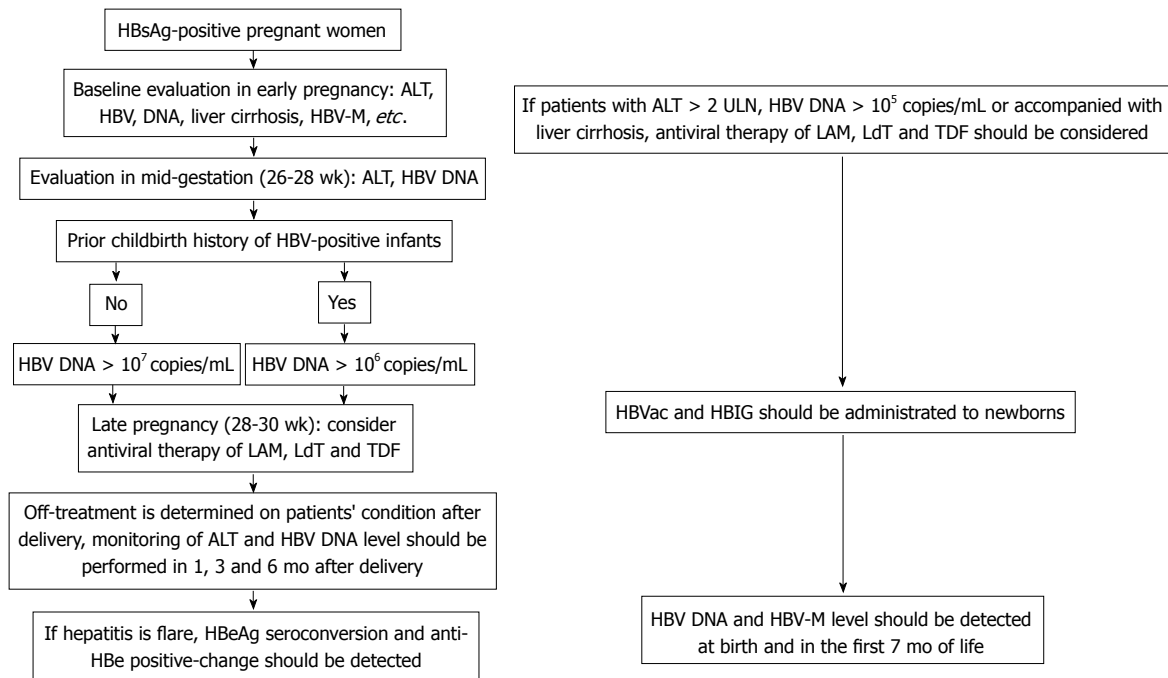 HBsAg-positive pregnant women
Baseline evaluation in early pregnancy: ALT,
HBV, DNA, liver cirrhosis, HBV-M, etc.
Evaluation in mid-gestation (26-28 wk): ALT, HBV DNA
Prior childbirth history of HBV-positive infants
No
Yes
HBV DNA > 10⁷ copies/mL
HBV DNA > 10⁶ copies/mL
Late pregnancy (28-30 wk): consider
antiviral therapy of LAM, LdT and TDF
Off-treatment is determined on patients' condition after
delivery, monitoring of ALT and HBV DNA level should be
performed in 1, 3 and 6 mo after delivery
If hepatitis is flare, HBeAg seroconversion and anti-
HBe positive-change should be detected
If patients with ALT > 2 ULN, HBV DNA > 10⁵ copies/mL or accompanied with
liver cirrhosis, antiviral therapy of LAM, LdT and TDF should be considered
HBVac and HBIG should be administrated to newborns
HBV DNA and HBV-M level should be detected
at birth and in the first 7 mo of life